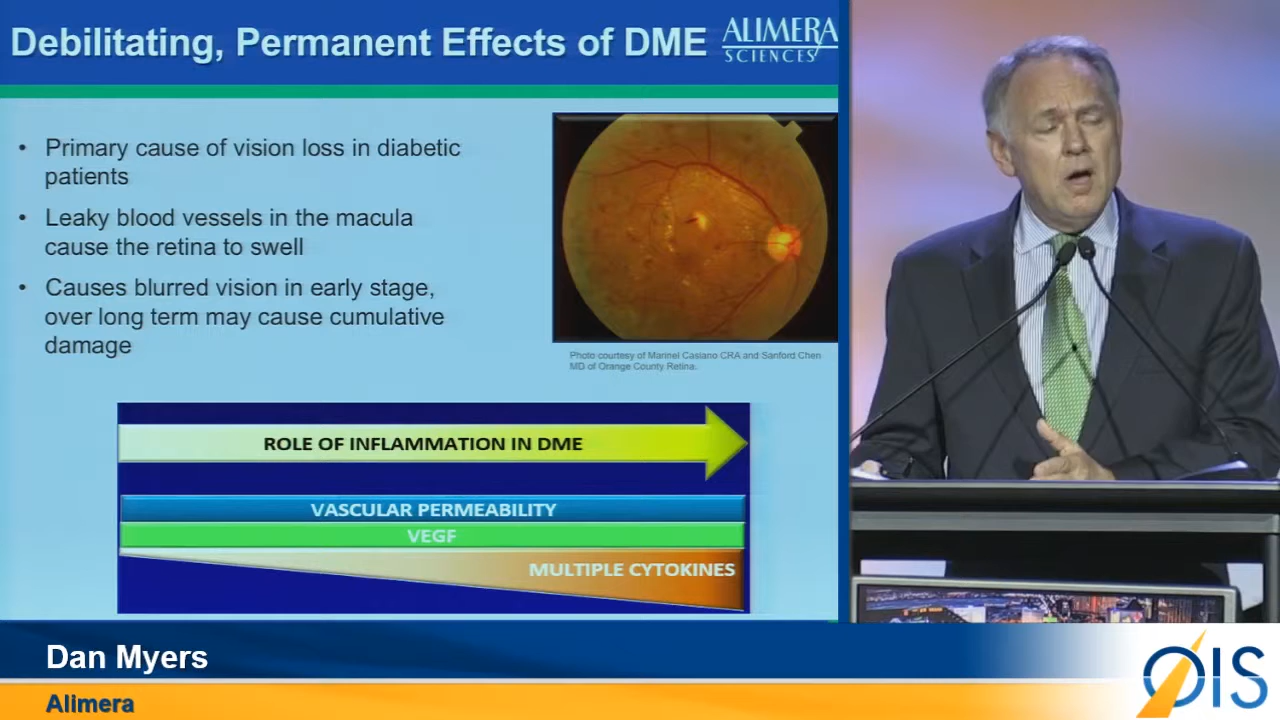 Debilitating, Permanent Effects of DME
ALIMERA
SCIENCES
• Primary cause of vision loss in diabetic
patients
• Leaky blood vessels in the macula
cause the retina to swell
• Causes blurred vision in early stage,
over long term may cause cumulative
damage
Photo courtesy of Marinel Casiano CRA and Sanford Chen
MD of Orange County Retina.
ROLE OF INFLAMMATION IN DME
VASCULAR PERMEABILITY
VEGF
MULTIPLE CYTOKINES
Dan Myers
Alimera
OIS